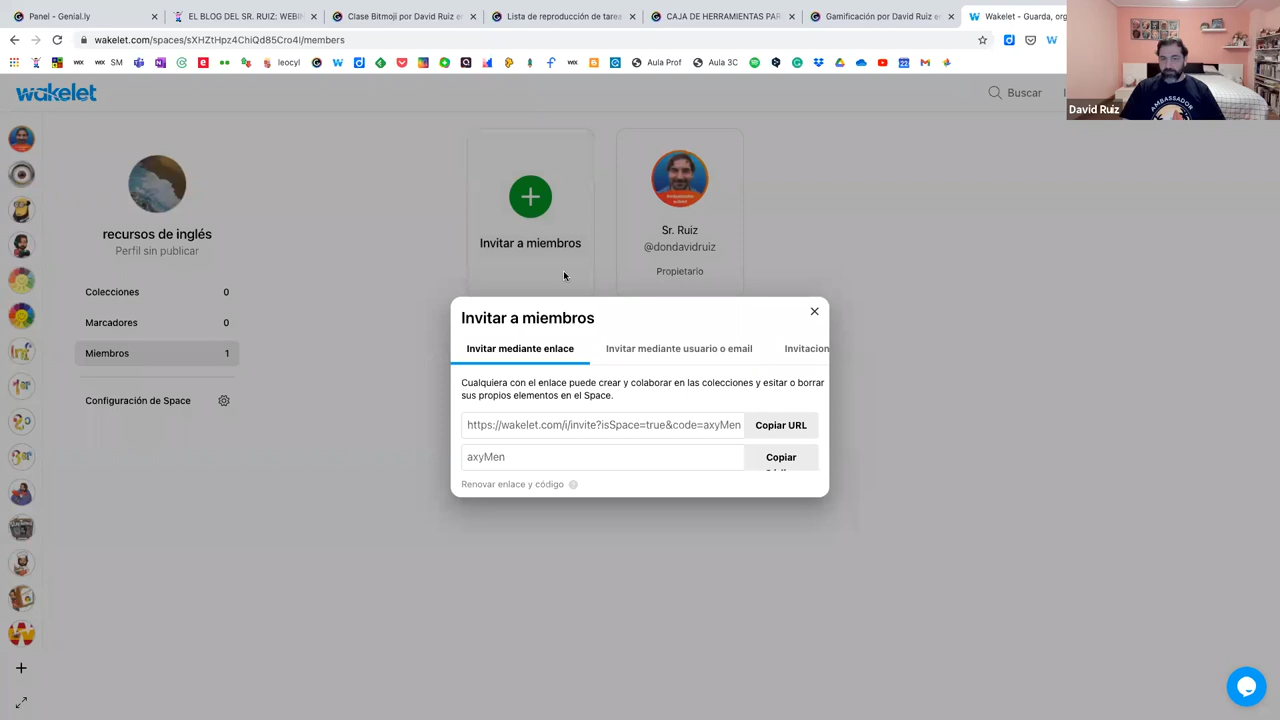 Panel - Genial.ly
EL BLOG DEL SR. RUIZ: WEBIN
Clase Bitmoji por David Ruiz e
Lista de reproducción de tarea
CAJA DE HERRAMIENTAS PAR
Gamificación por David Ruiz e
Wakelet - Guarda, org
wakelet.com/spaces/sXHZtHpz4ChiQd85Cro4l/members
SM
leocyl
Aula Prof
Aula 3C
David Ruiz
wakelet
Buscar
recursos de inglés
Perfil sin publicar
Colecciones 0
Marcadores 0
Miembros 1
Configuración de Space
Invitar a miembros
Sr. Ruiz
@dondavidruiz
Propietario
Invitar a miembros
Invitar mediante enlace
Invitar mediante usuario o email
Invitacion
Cualquiera con el enlace puede crear y colaborar en las colecciones y esitar o borrar
sus propios elementos en el Space.
https://wakelet.com/i/invite?isSpace=true&code=axyMen
Copiar URL
axyMen
Copiar
Renovar enlace y código ?